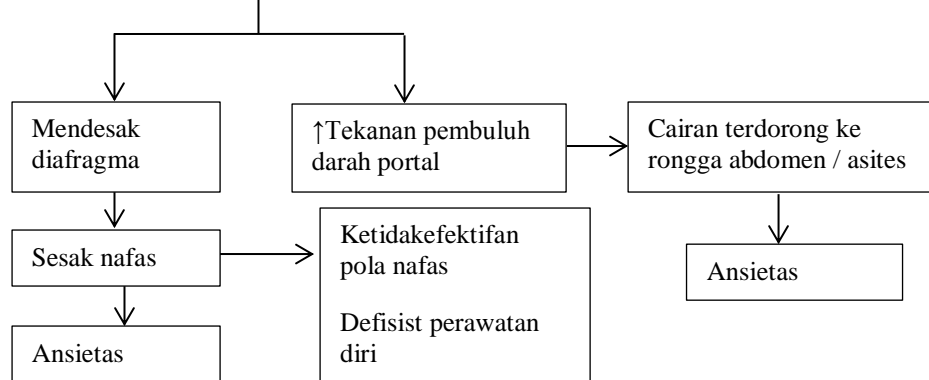 Mendesak
diafragma
↑Tekanan pembuluh
darah portal
Cairan terdorong ke
rongga abdomen / asites
Sesak nafas
Ketidakefektifan
pola nafas
Defisist perawatan
diri
Ansietas
Ansietas